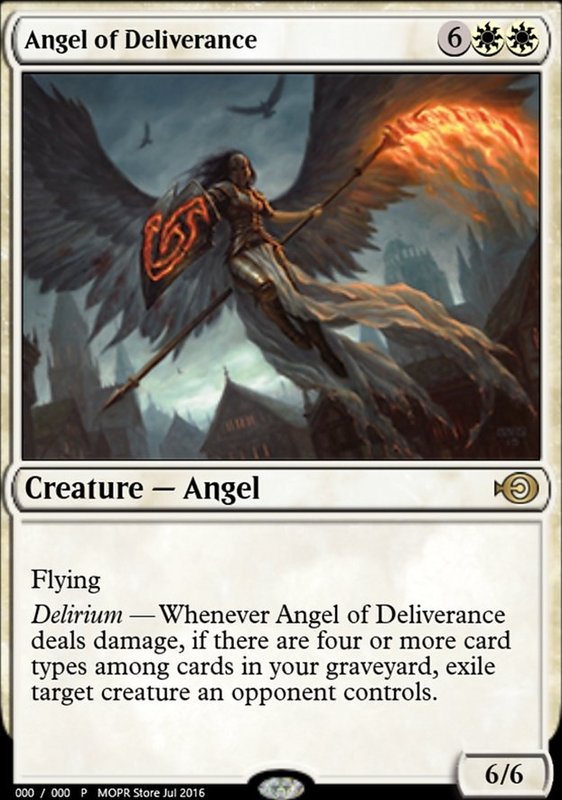 Angel of Deliverance 6
Creature — Angel
Flying
Delirium — Whenever Angel of Deliverance
deals damage, if there are four or more card
types among cards in your graveyard, exile
target creature an opponent controls.
6/6
000 / 000 P MOPR Store Jul 2016